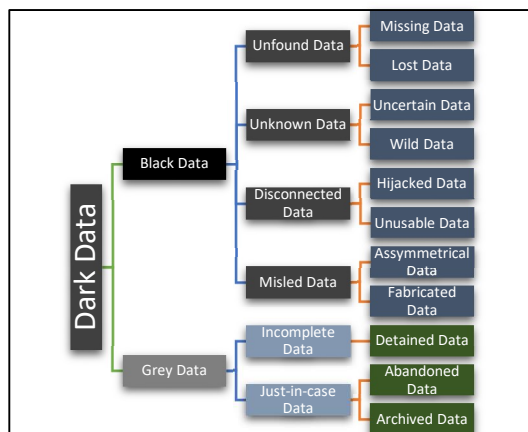 Dark Data
Black Data
Unfound Data
Missing Data
Lost Data
Unknown Data
Uncertain Data
Wild Data
Disconnected
Data
Hijacked Data
Unusable Data
Misled Data
Assymmetrical
Data
Fabricated
Data
Grey Data
Incomplete
Data
Detained Data
Just-in-case
Data
Abandoned
Data
Archived Data